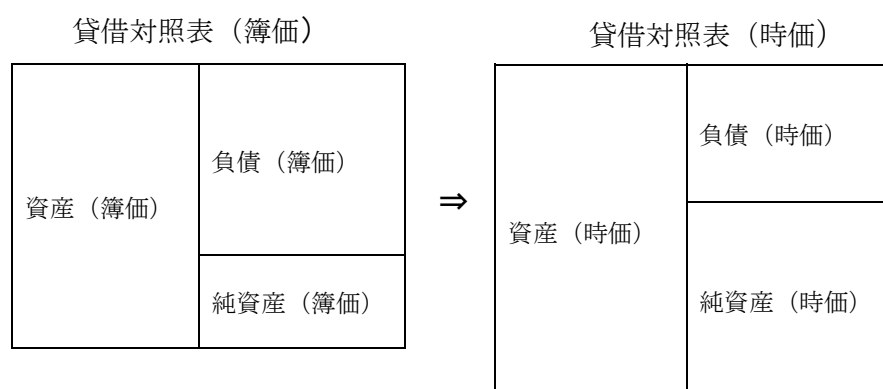 貸借対照表（簿価）
資産（簿価）
負債（簿価）
純資産（簿価）
⇒
貸借対照表（時価）
資産（時価）
負債（時価）
純資産（時価）